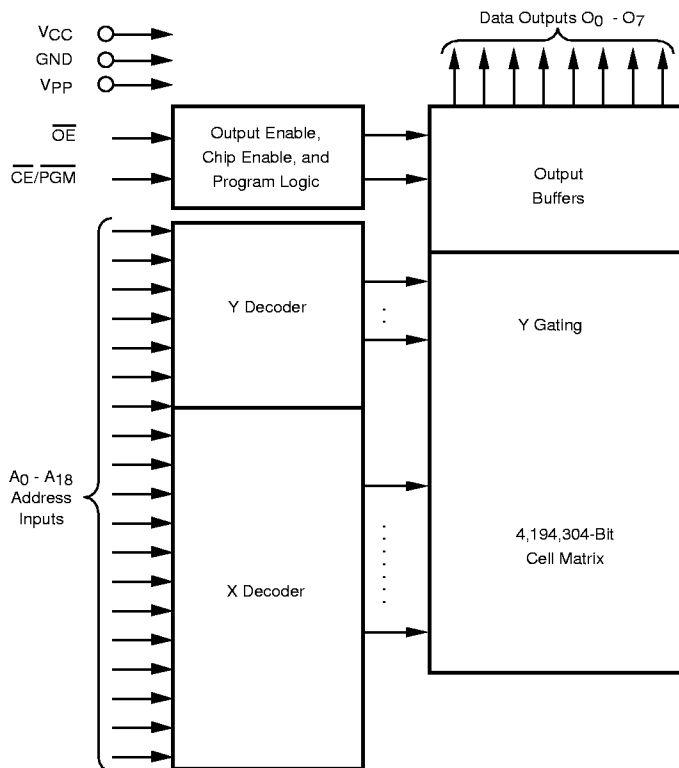 Data Outputs O0 - O7
VCC
GND
VPP
OE
CE/PGM
Output Enable,
Chip Enable, and
Program Logic
Output
Buffers
Y Decoder
Y Gating
A0 - A18
Address
Inputs
X Decoder
4,194,304-Bit
Cell Matrix